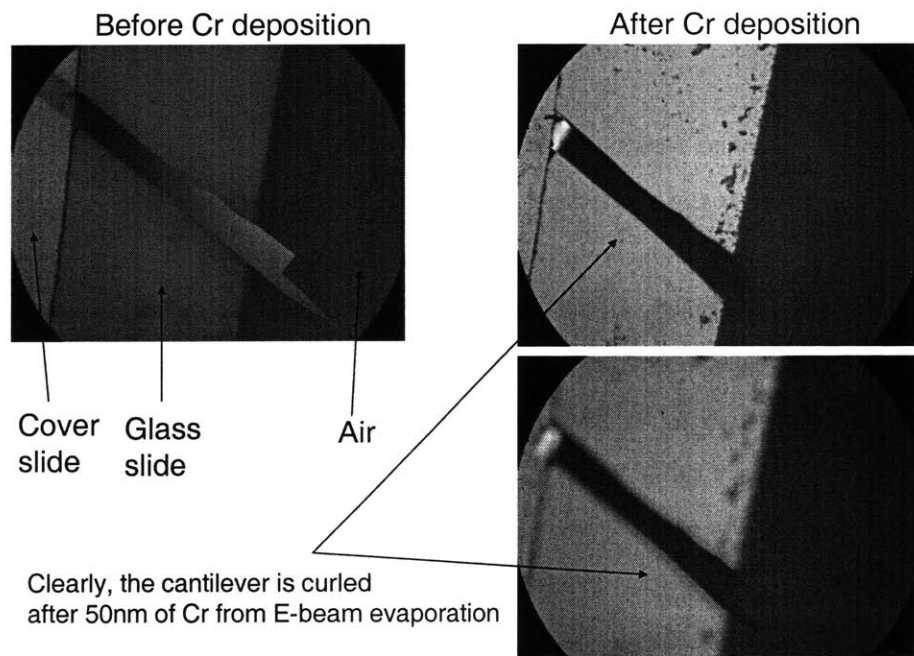 Before Cr deposition
After Cr deposition
Cover
slide
Glass
slide
Air
Clearly, the cantilever is curled
after 50nm of Cr from E-beam evaporation